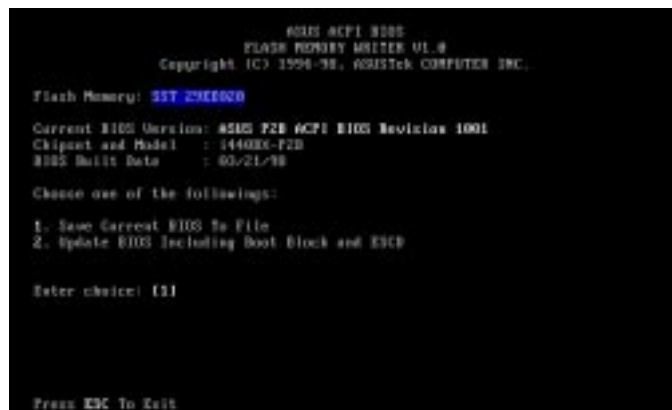 ASUS ACPI BIOS
FLASH MEMORY WRITER V1.0
Copyright (C) 1994-98, ASUSTek COMPUTER INC.
Flash Memory: SST 29EE020
Current BIOS Version: ASUS P2B ACPI BIOS Revision 1001
Chipset and Model : i440BX-P2B
BIOS Built Date : 03/21/98
Choose one of the followings:
1. Save Current BIOS To File
2. Update BIOS Including Boot Block and ESCD
Enter choice: [1]
Press ESC To Exit